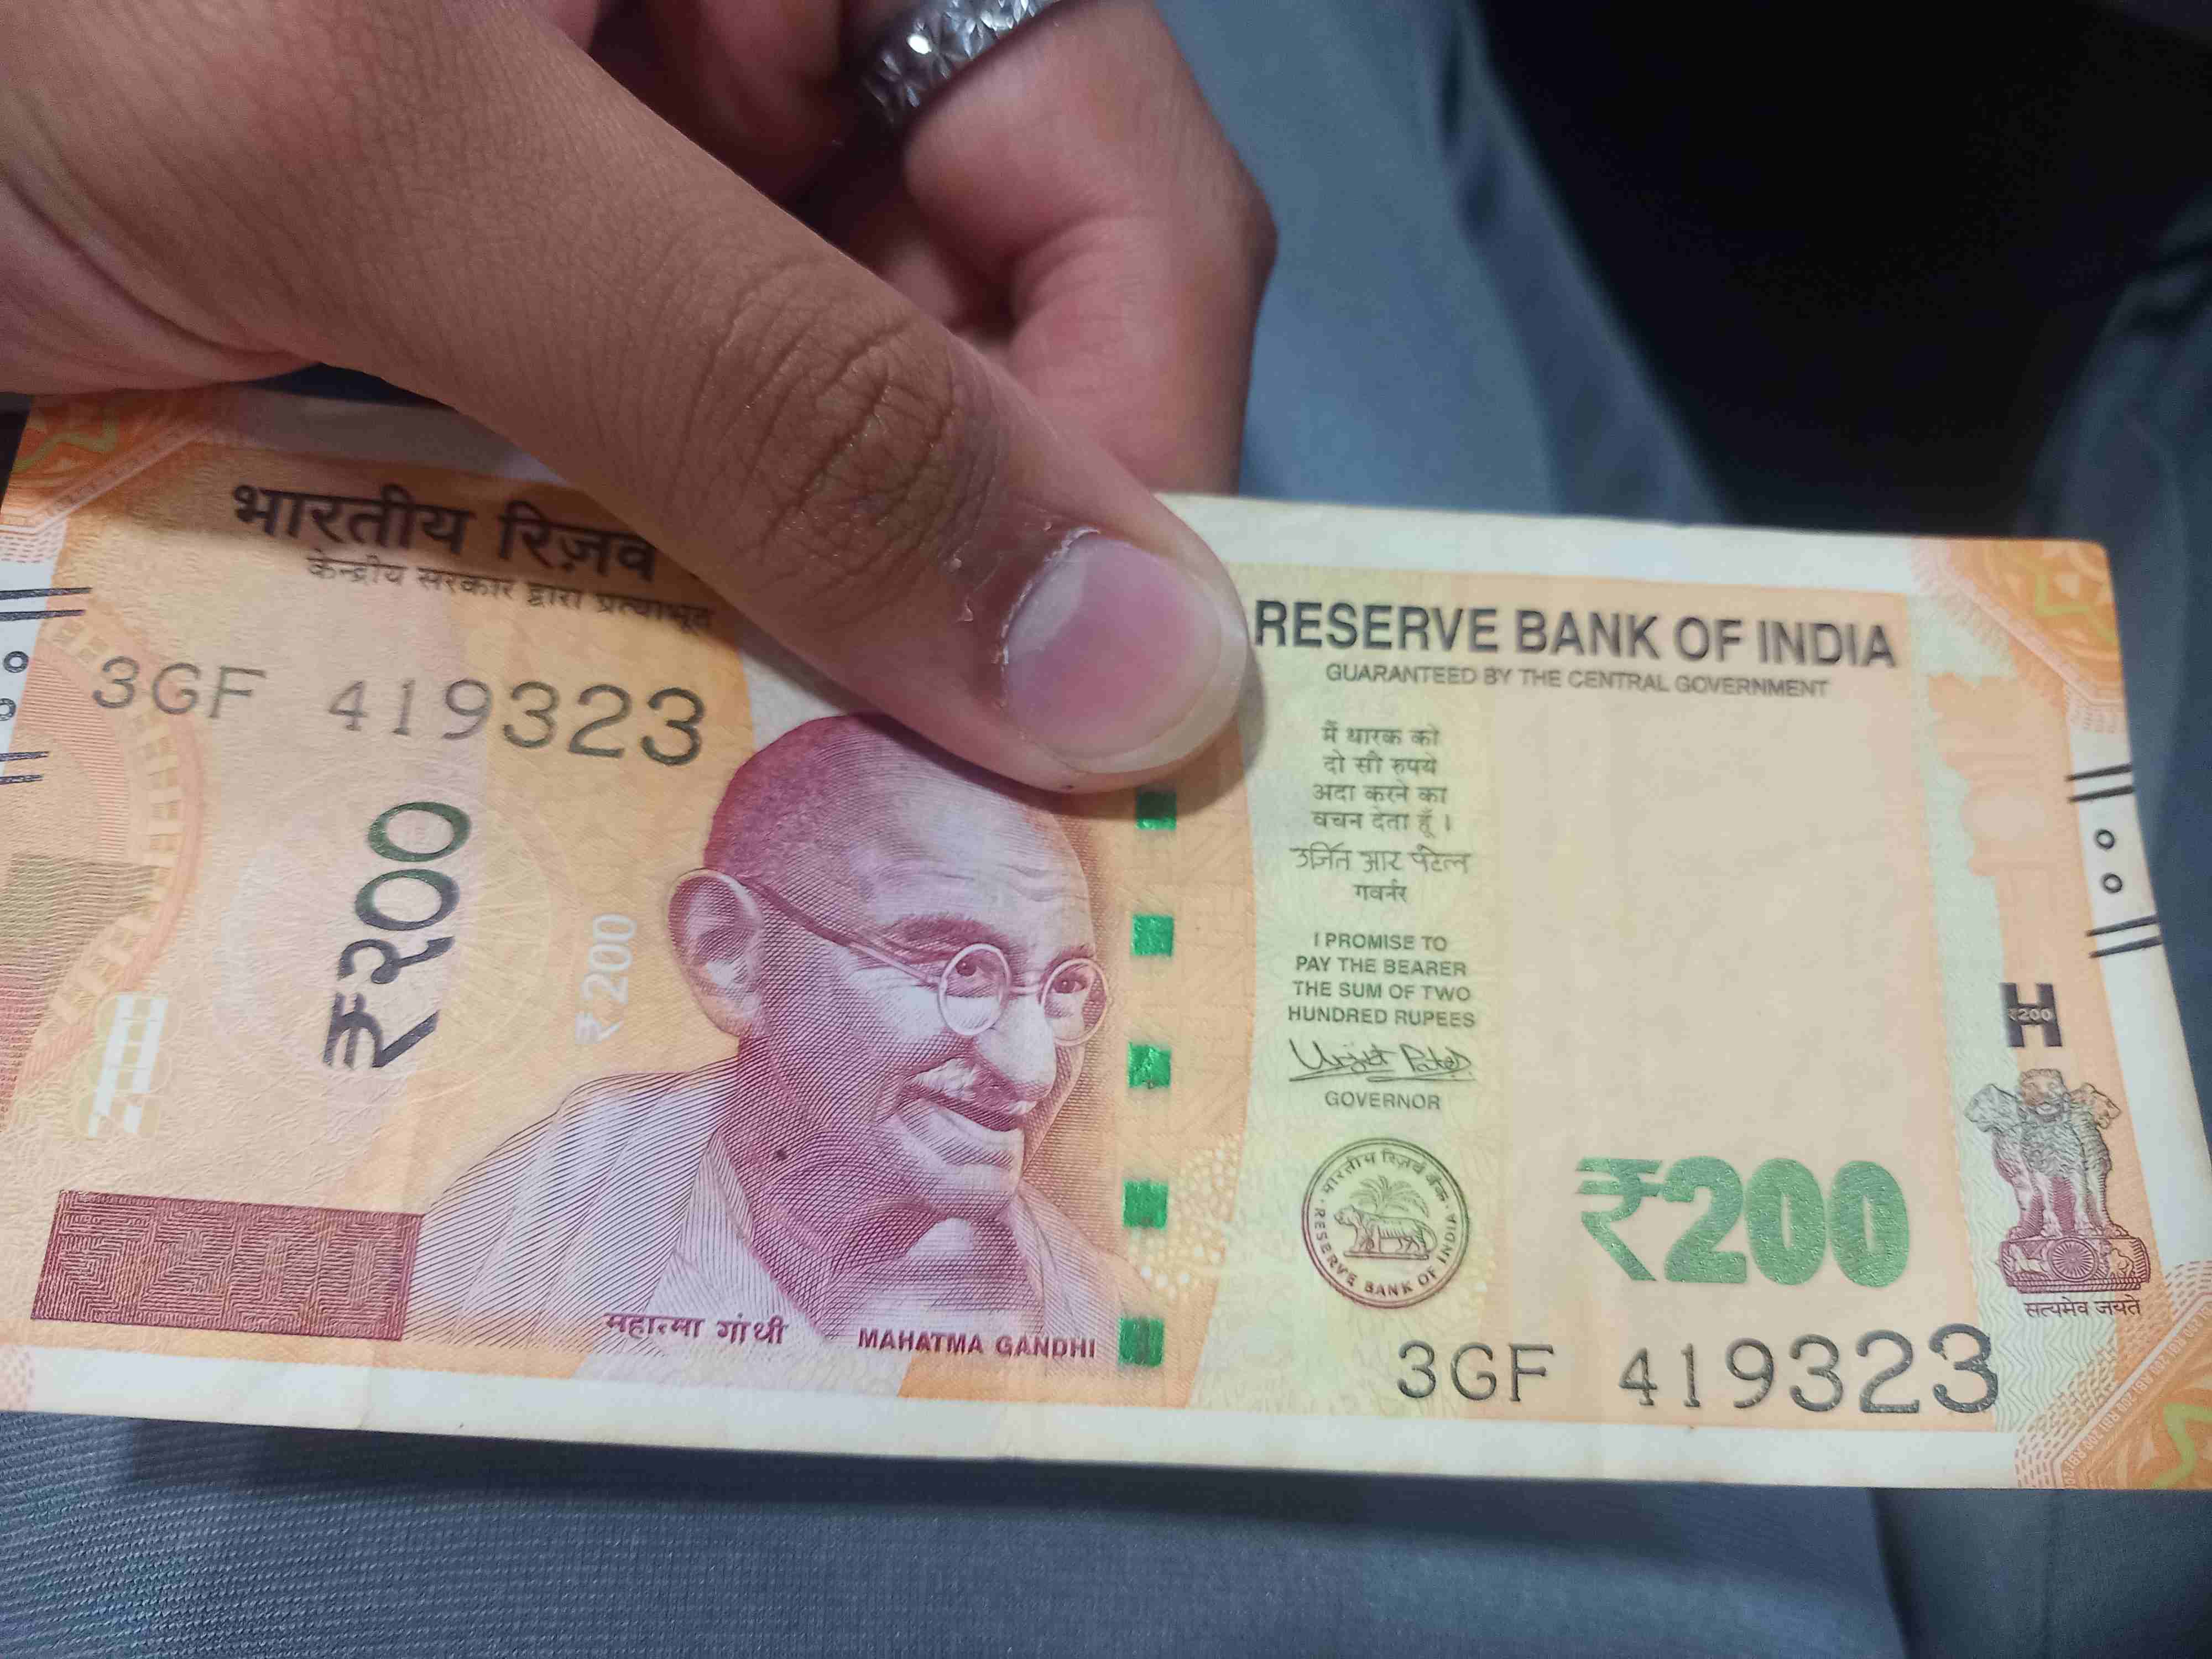 भारतीय रिज़र्व
केन्द्रीय सरकार द्वारा प्रत्याभूत
3GF 419323
₹२००
₹200
₹200
महात्मा गांधी
MAHATMA GANDHI
RESERVE BANK OF INDIA
GUARANTEED BY THE CENTRAL GOVERNMENT
मैं धारक को
दो सौ रुपये
अदा करने का
वचन देता हूँ ।
उर्जित आर पटेल
गवर्नर
I PROMISE TO
PAY THE BEARER
THE SUM OF TWO
HUNDRED RUPEES
Urjit Patel
GOVERNOR
भारतीय रिज़र्व बैंक
RESERVE BANK OF INDIA
₹200
3GF 419323
H
₹200
सत्यमेव जयते